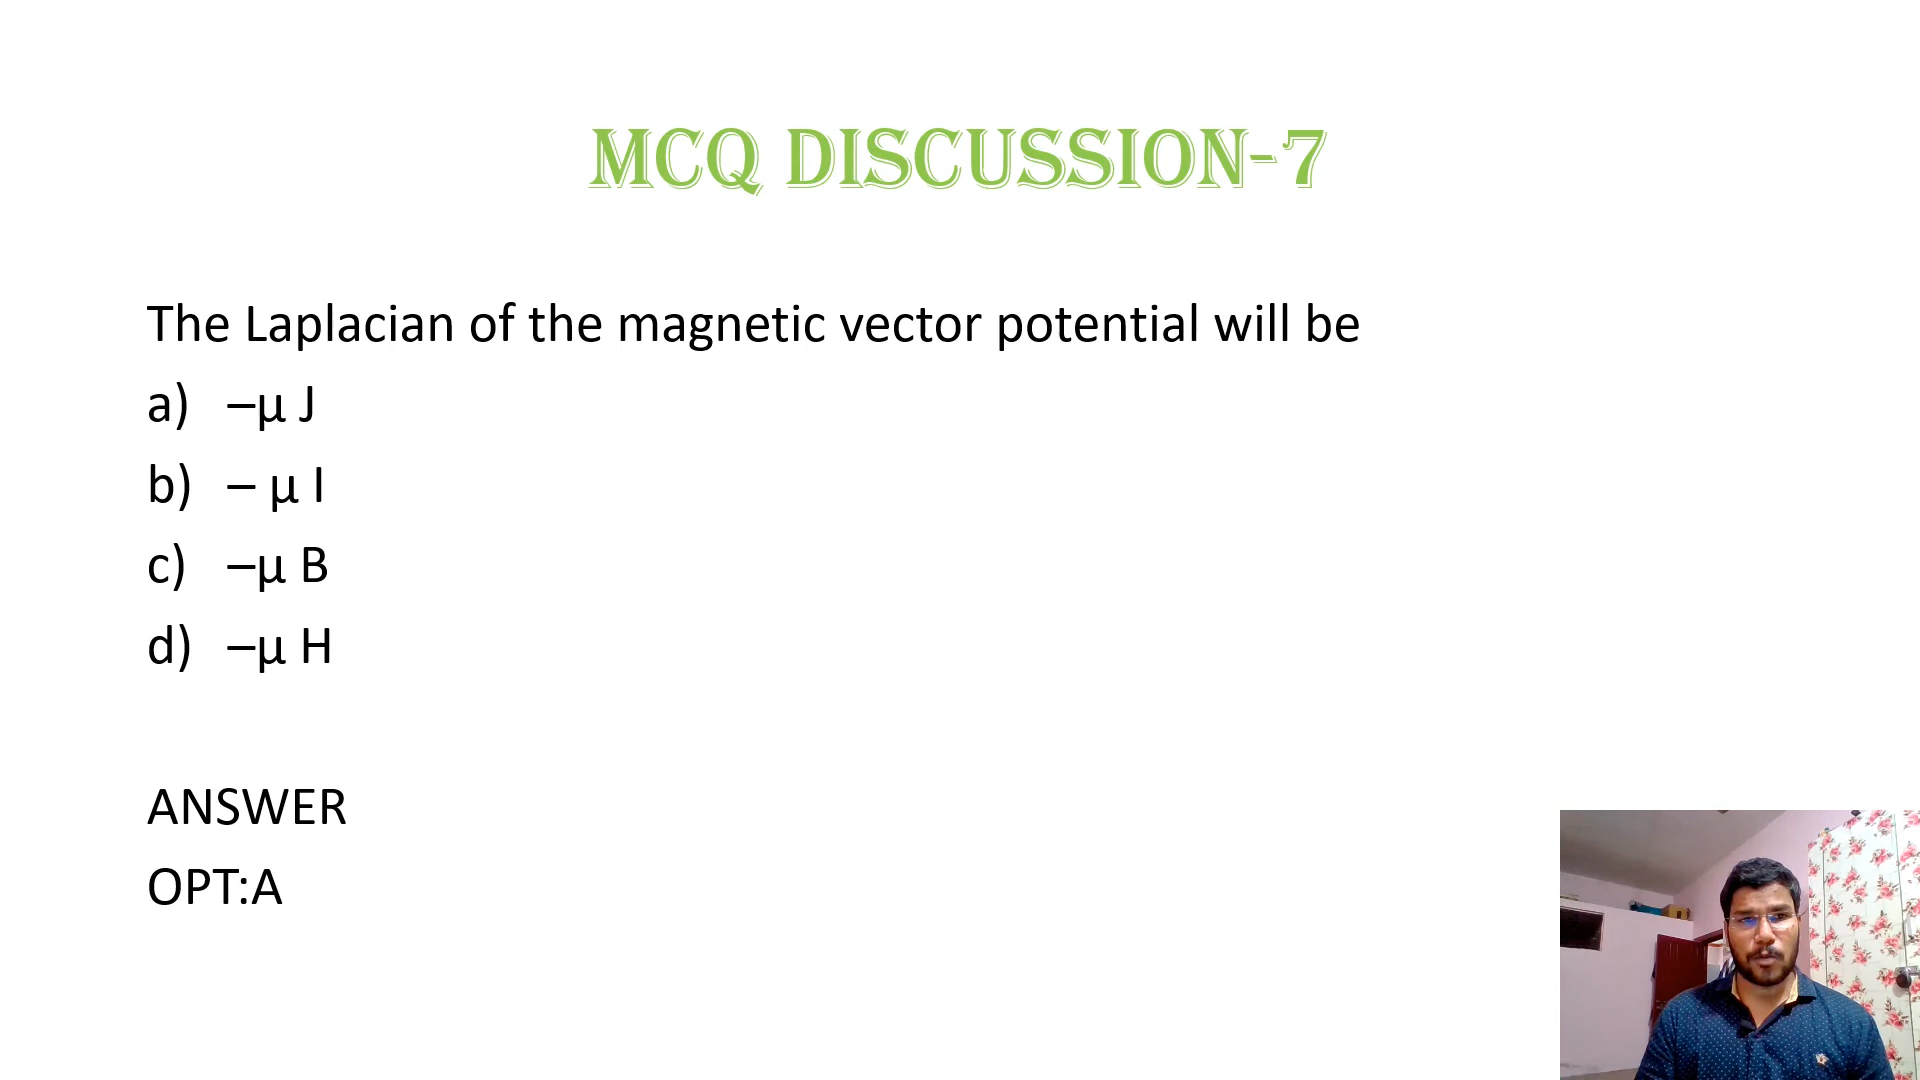 MCQ DISCUSSION-7
The Laplacian of the magnetic vector potential will be
a) –μ J
b) – μ I
c) –μ B
d) –μ H
ANSWER
OPT:A